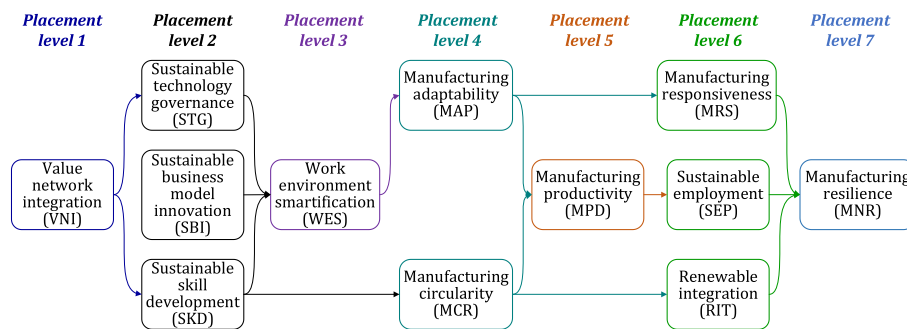 Placement level 1
Placement level 2
Placement level 3
Placement level 4
Placement level 5
Placement level 6
Placement level 7
Value
network
integration
(VNI)
Sustainable
technology
governance
(STG)
Sustainable
business
model
innovation
(SBI)
Sustainable
skill
development
(SKD)
Work
environment
smartification
(WES)
Manufacturing
adaptability
(MAP)
Manufacturing
circularity
(MCR)
Manufacturing
productivity
(MPD)
Manufacturing
responsiveness
(MRS)
Sustainable
employment
(SEP)
Renewable
integration
(RIT)
Manufacturing
resilience
(MNR)